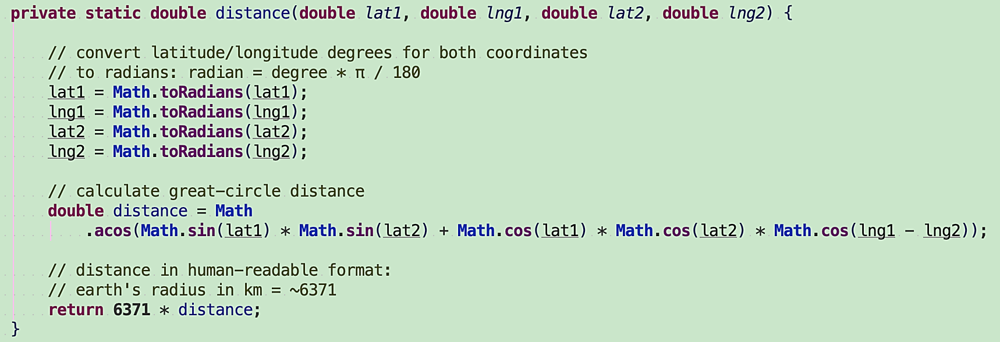 private static double distance(double lat1, double lng1, double lat2, double lng2) {
// convert latitude/longitude degrees for both coordinates
// to radians: radian = degree * π / 180
lat1 = Math.toRadians(lat1);
lng1 = Math.toRadians(lng1);
lat2 = Math.toRadians(lat2);
lng2 = Math.toRadians(lng2);
// calculate great-circle distance
double distance = Math
.acos(Math.sin(lat1) * Math.sin(lat2) + Math.cos(lat1) * Math.cos(lat2) * Math.cos(lng1 - lng2));
// distance in human-readable format:
// earth's radius in km = ~6371
return 6371 * distance;
}